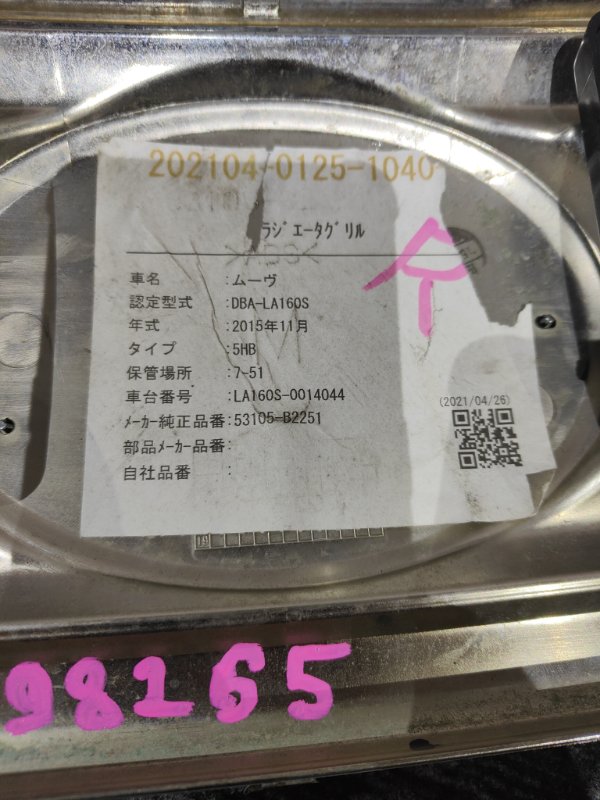 202104-0125-1040
ラジエータグリル
車名 :ムーヴ
認定型式 :DBA-LA160S
年式 :2015年11月
タイプ :5HB
保管場所 :7-51
車台番号 :LA160S-0014044
メーカー純正品番:53105-B2251
部品メーカー品番:
自社品番 :
(2021/04/26)
98265